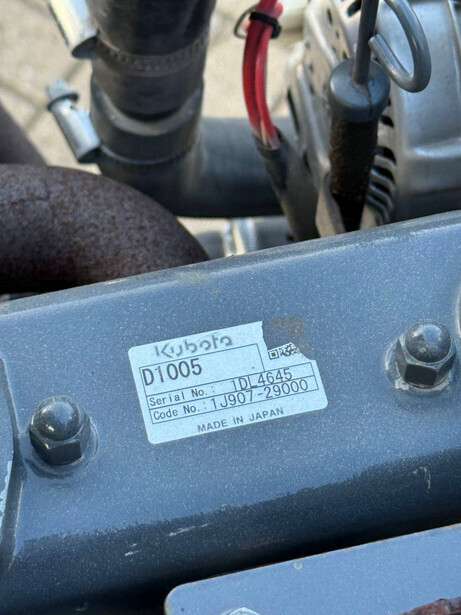 Kubota
D1005
Serial No.: 1DL4645
Code No.: 1J907-29000
MADE IN JAPAN